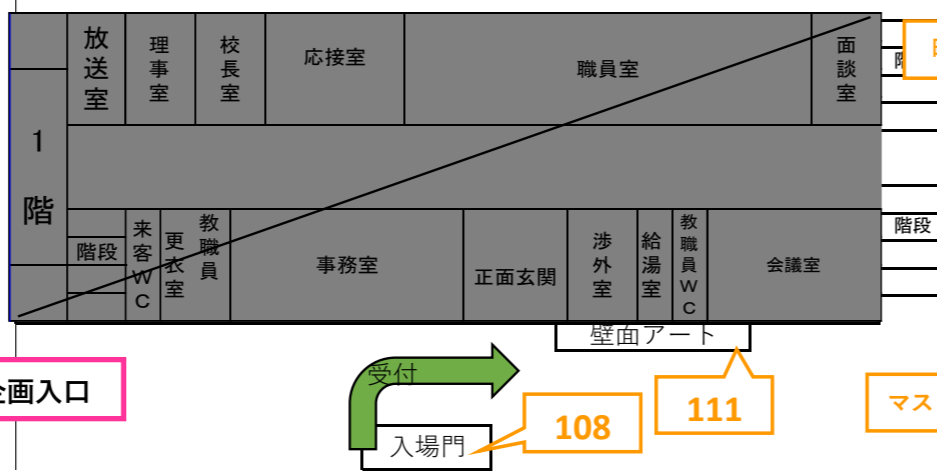 放送室
理事室
校長室
応接室
職員室
面談室
1階
階段
来客WC
教職員更衣室
事務室
正面玄関
渉外室
給湯室
教職員WC
会議室
階段
壁面アート
受付
画入口
108
111
マス
入場門